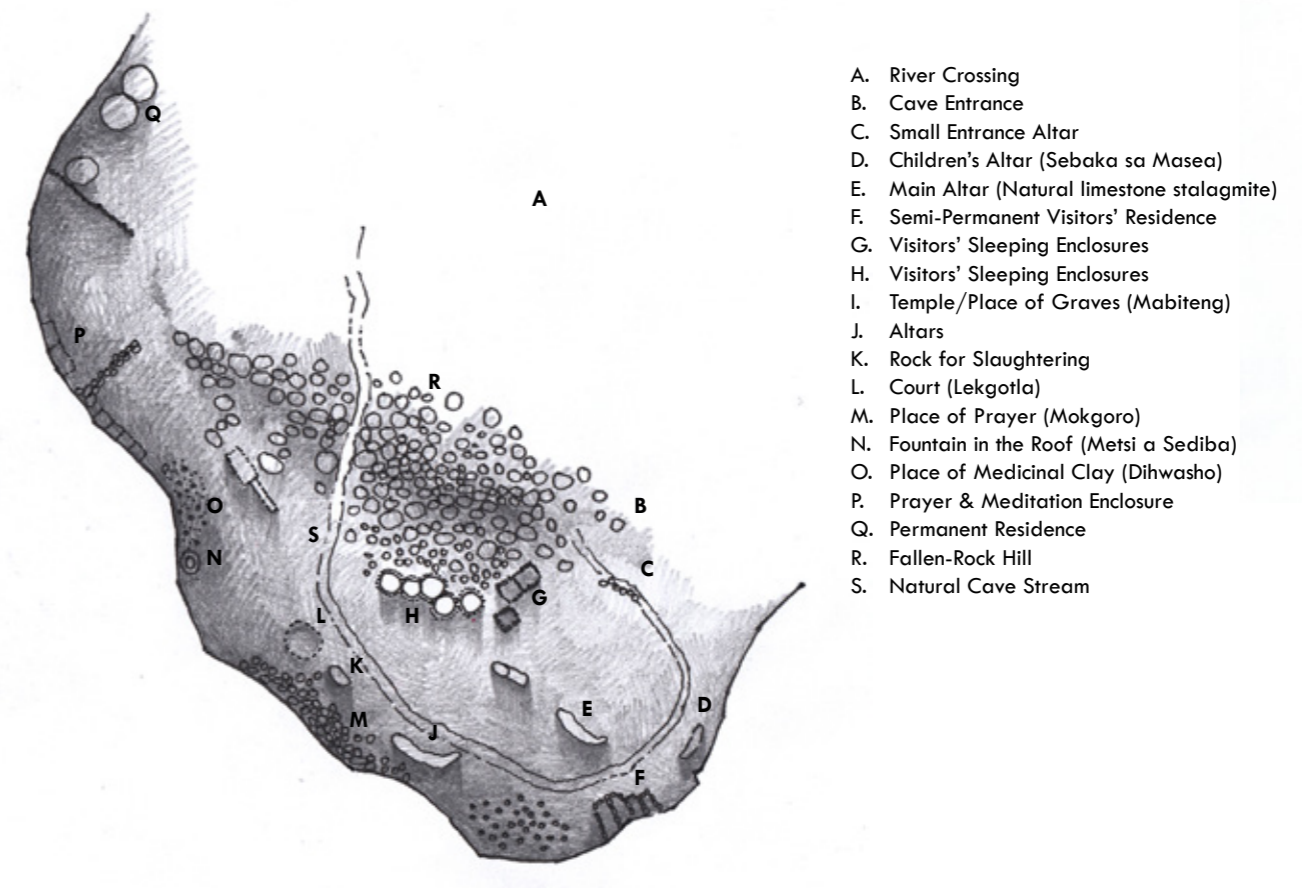 Q
A
P
R
O
B
S
N
C
G
H
L
K
E
D
M
J
F
A. River Crossing
B. Cave Entrance
C. Small Entrance Altar
D. Children’s Altar (Sebaka sa Masea)
E. Main Altar (Natural limestone stalagmite)
F. Semi-Permanent Visitors’ Residence
G. Visitors’ Sleeping Enclosures
H. Visitors’ Sleeping Enclosures
I. Temple/Place of Graves (Mabiteng)
J. Altars
K. Rock for Slaughtering
L. Court (Lekgotla)
M. Place of Prayer (Mokgoro)
N. Fountain in the Roof (Metsi a Sediba)
O. Place of Medicinal Clay (Dihwasho)
P. Prayer & Meditation Enclosure
Q. Permanent Residence
R. Fallen-Rock Hill
S. Natural Cave Stream